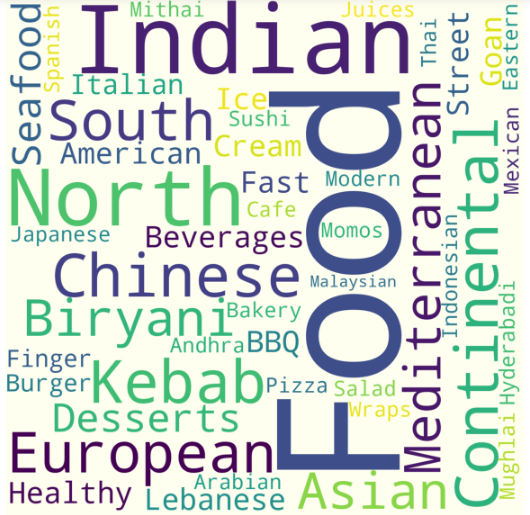 Mithai
Juices
Indian
Seafood
Spanish
Thai
Street
Goan
Eastern
Italian
Ice
South
Sushi
American
Cream
Food
Mediterranean
Continental
Mexican
North
Fast
Modern
Cafe
Japanese
Beverages
Momos
Indonesian
Chinese
Malaysian
Biryani
Bakery
Andhra
BBQ
Hyderabadi
Finger
Burger
Kebab
Pizza
Salad
Wraps
Desserts
Mughlai
European
Healthy
Arabian
Lebanese
Asian